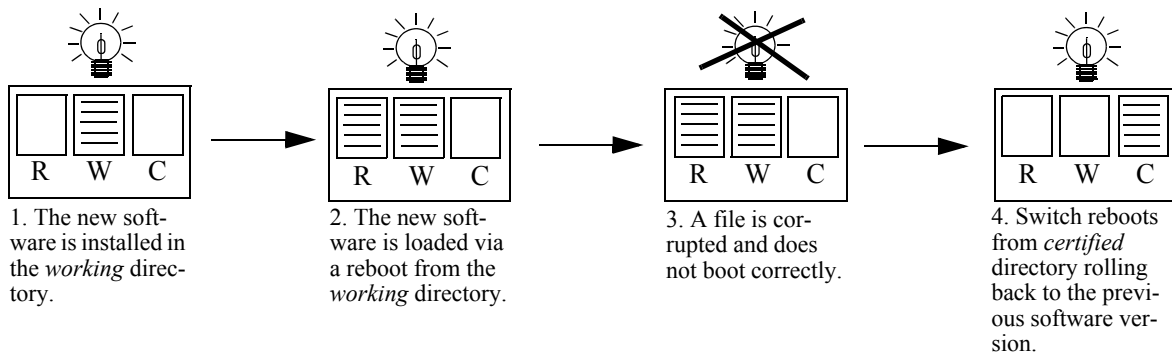 R W C
1. The new soft-
ware is installed in
the working direc-
tory.
R W C
2. The new soft-
ware is loaded via
a reboot from the
working directory.
R W C
3. A file is cor-
rupted and does
not boot correctly.
R W C
4. Switch reboots
from certified
directory rolling
back to the previ-
ous software ver-
sion.